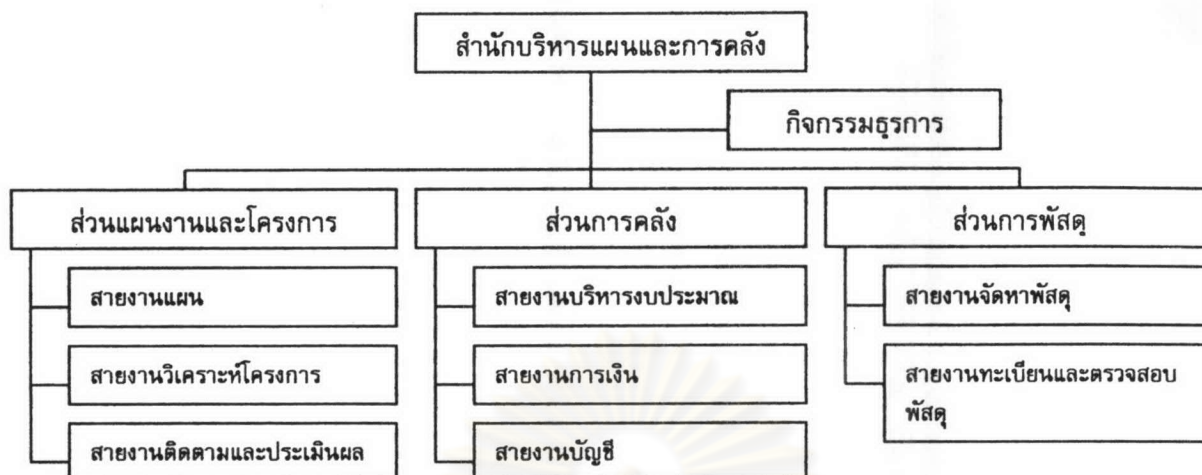 สำนักบริหารแผนและการคลัง
กิจกรรมธุรการ
ส่วนแผนงานและโครงการ
สายงานแผน
สายงานวิเคราะห์โครงการ
สายงานติดตามและประเมินผล
ส่วนการคลัง
สายงานบริหารงบประมาณ
สายงานการเงิน
สายงานบัญชี
ส่วนการพัสดุ
สายงานจัดหาพัสดุ
สายงานทะเบียนและตรวจสอบ
พัสดุ